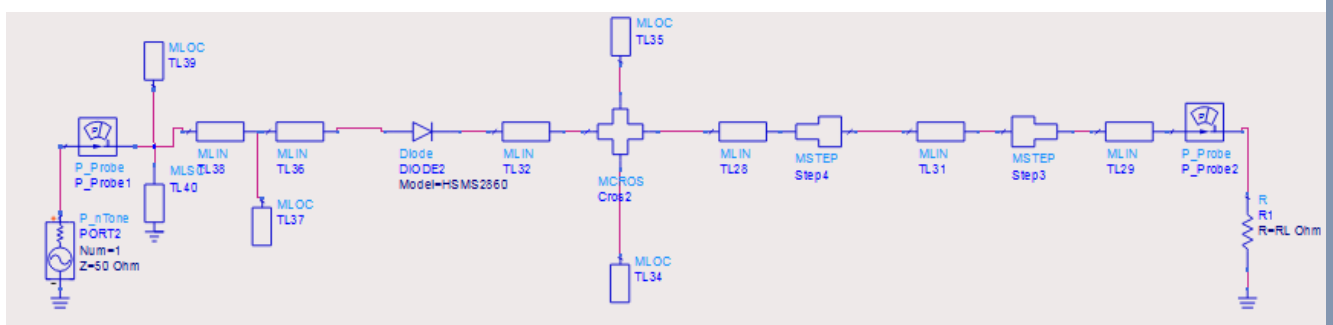 MLOC
TL39
P_Probe
P_Probe1
P_nTone
PORT2
Num=1
Z=50 Ohm
MLSC
TL40
MLIN
TL38
MLIN
TL36
MLOC
TL37
Diode
DIODE2
Model=HSMS2860
MLIN
TL32
MLOC
TL35
MCROS
Cros2
MLOC
TL34
MLIN
TL28
MSTEP
Step4
MLIN
TL31
MSTEP
Step3
MLIN
TL29
P_Probe
P_Probe2
R
R1
R=RL Ohm